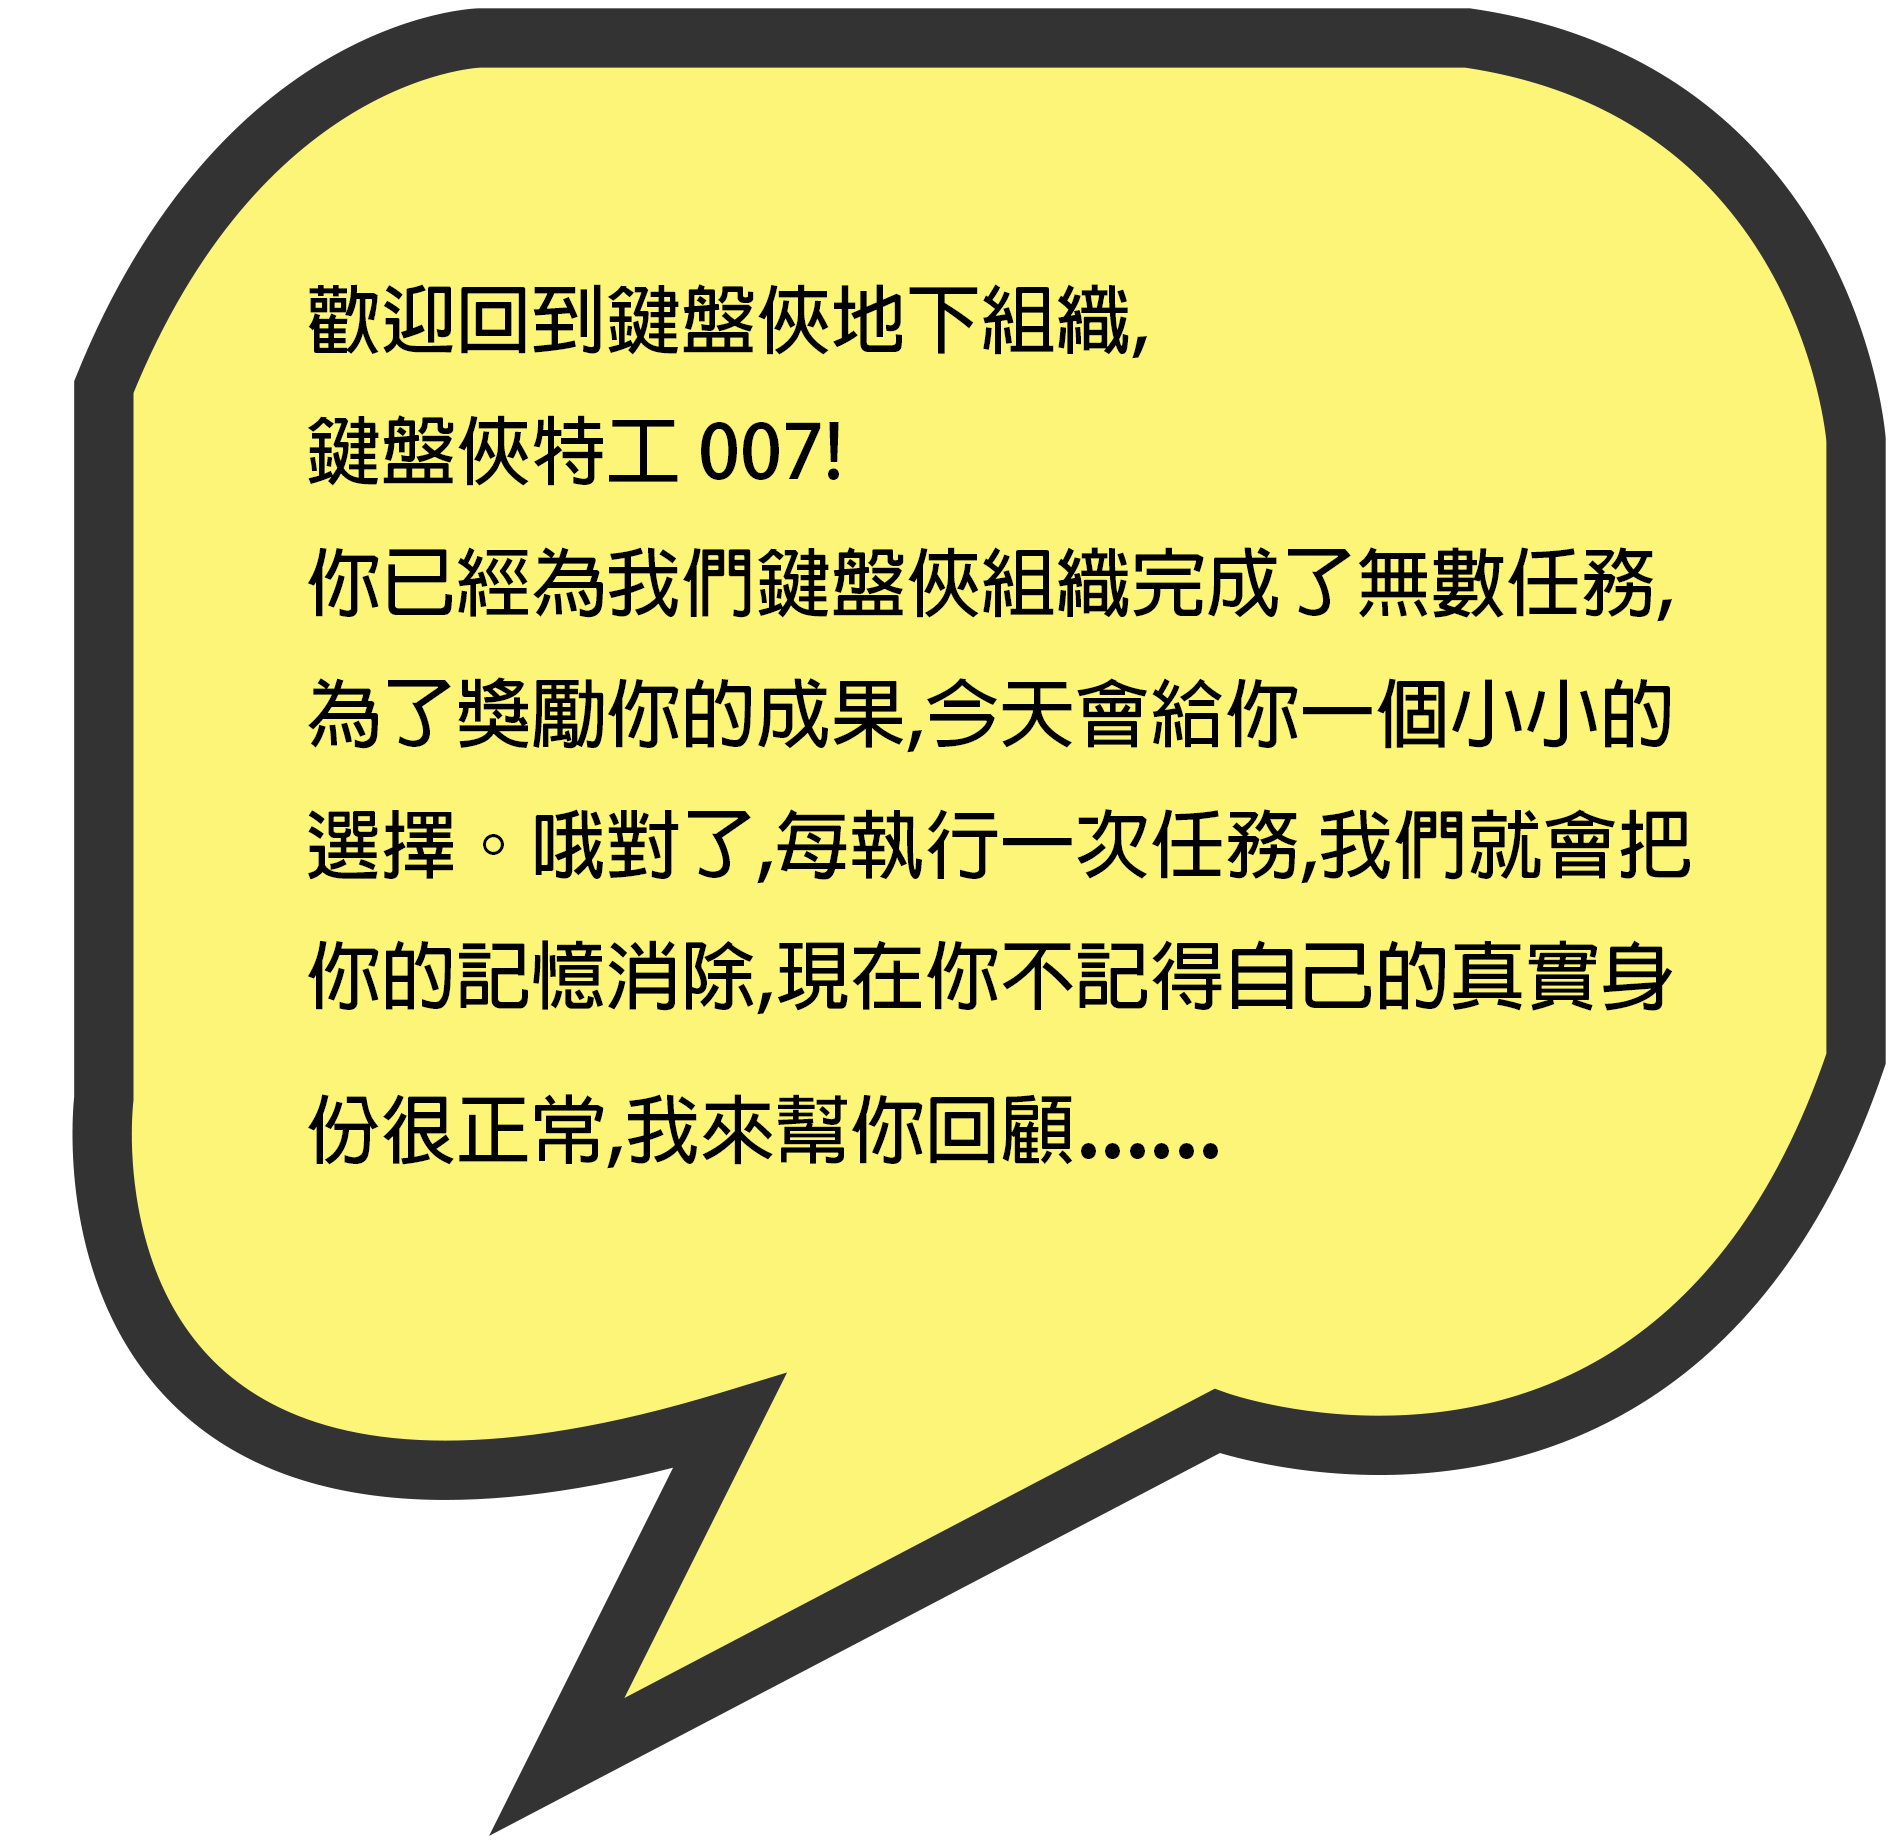 歡迎回到鍵盤俠地下組織,
鍵盤俠特工 007!
你已經為我們鍵盤俠組織完成了無數任務,
為了獎勵你的成果,今天會給你一個小小的
選擇。哦對了,每執行一次任務,我們就會把
你的記憶消除,現在你不記得自己的真實身
份很正常,我來幫你回顧......